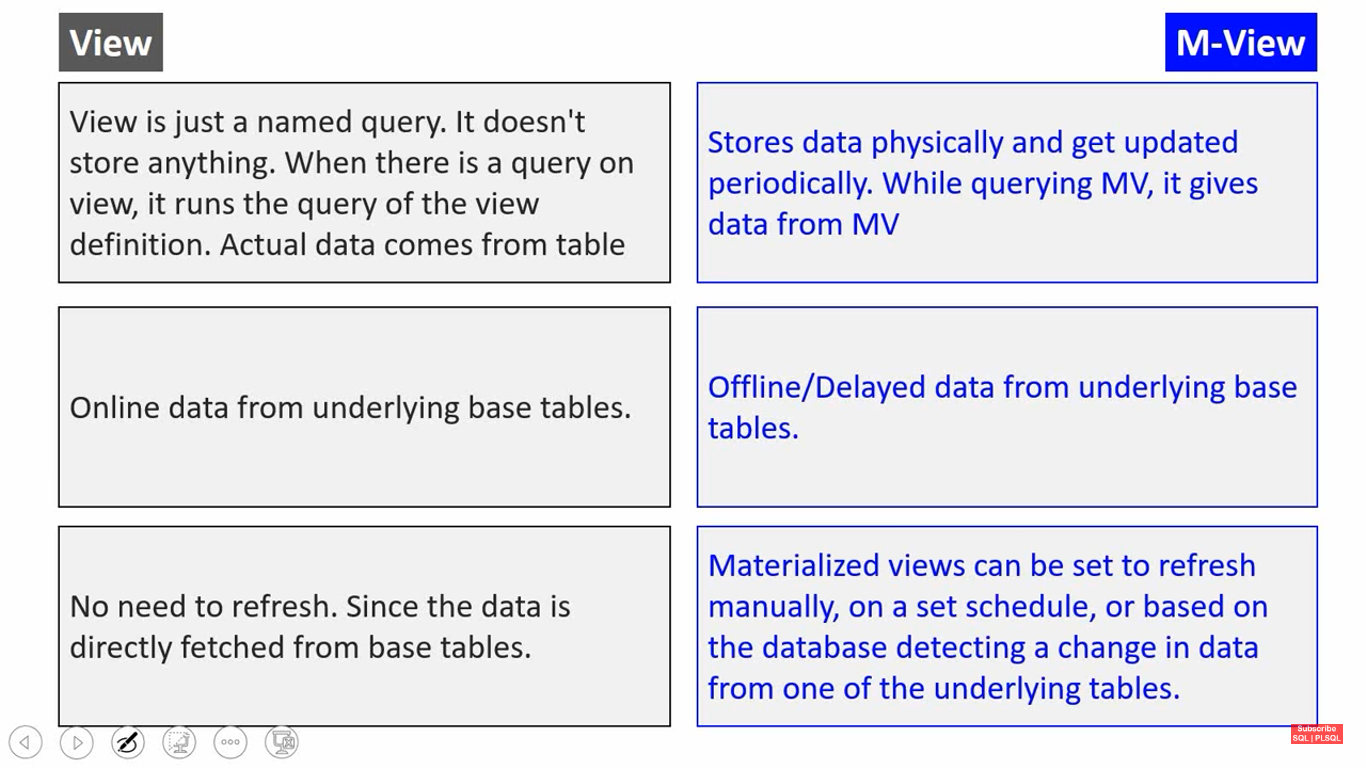 View
M-View
View is just a named query. It doesn't
store anything. When there is a query on
view, it runs the query of the view
definition. Actual data comes from table
Stores data physically and get updated
periodically. While querying MV, it gives
data from MV
Online data from underlying base tables.
Offline/Delayed data from underlying base
tables.
No need to refresh. Since the data is
directly fetched from base tables.
Materialized views can be set to refresh
manually, on a set schedule, or based on
the database detecting a change in data
from one of the underlying tables.
Subscribe
SQL | PLSQL